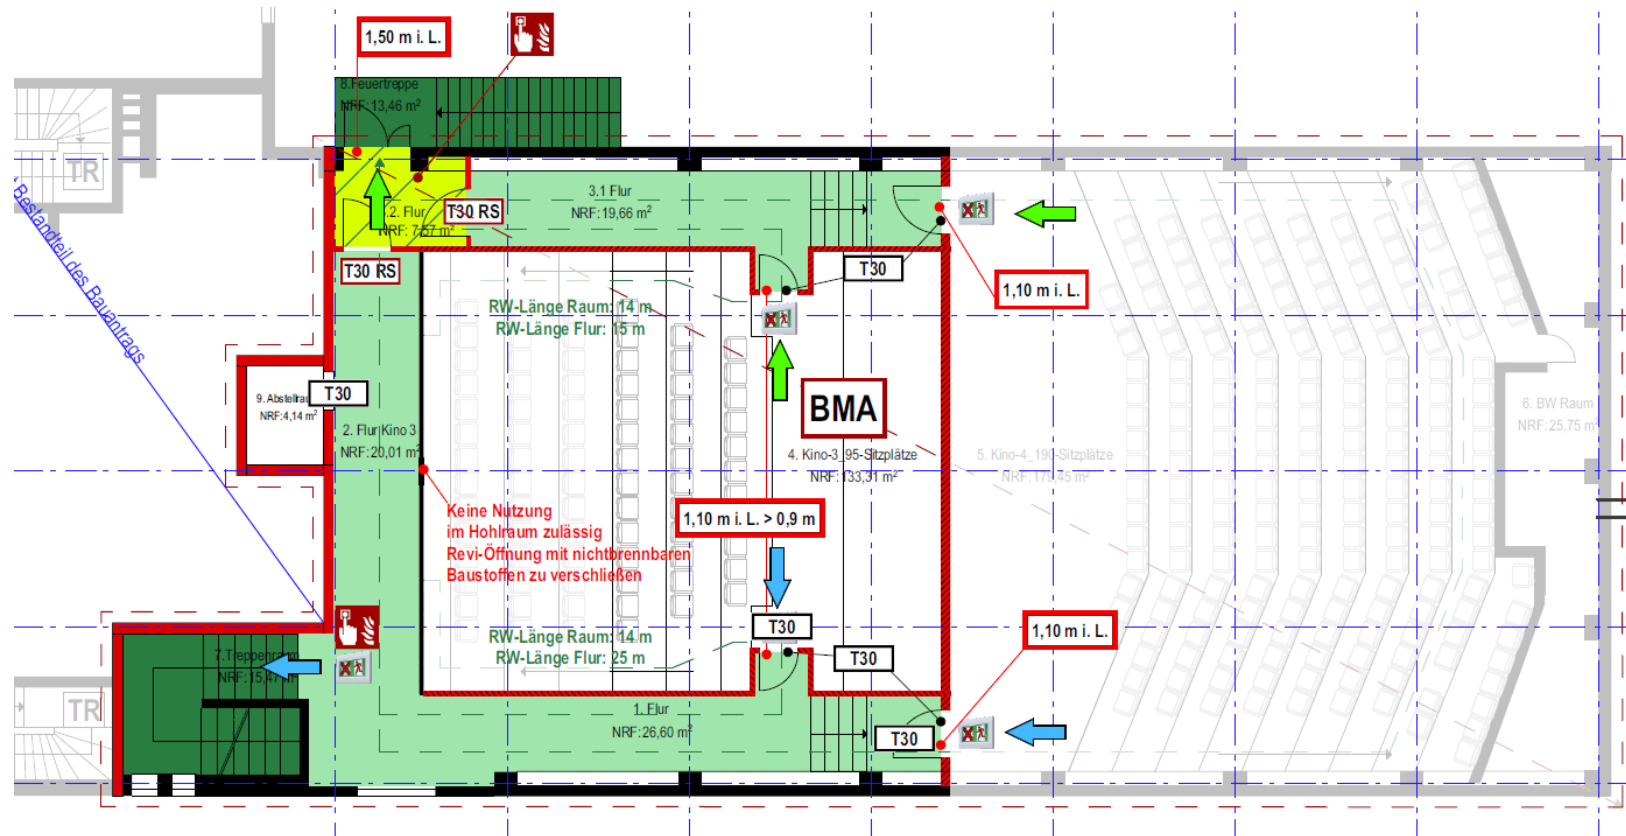 1,50 m i. L.
8.Feuertreppe
NRF:13,46 m²
TR
Bestandteil des Bauantrags
3.1 Flur
NRF:19,66 m²
T30 RS
2. Flur
NRF: 7,57 m²
T30 RS
T30
1,10 m i. L.
RW-Länge Raum: 14 m
RW-Länge Flur: 15 m
9. Abstellraum
NRF:4,14 m²
T30
BMA
2. Flur Kino 3
NRF:20,01 m²
4. Kino-3_95-Sitzplätze
NRF:133,31 m²
5. Kino-4_190-Sitzplätze
NRF:179,45 m²
6. BW Raum
NRF:25,75 m²
Keine Nutzung
im Hohlraum zulässig
Revi-Öffnung mit nichtbrennbaren
Baustoffen zu verschließen
1,10 m i. L. > 0,9 m
T30
1,10 m i. L.
RW-Länge Raum: 14 m
RW-Länge Flur: 25 m
T30
7.Treppenraum
NRF:15,47 m²
TR
1. Flur
NRF:26,60 m²
T30